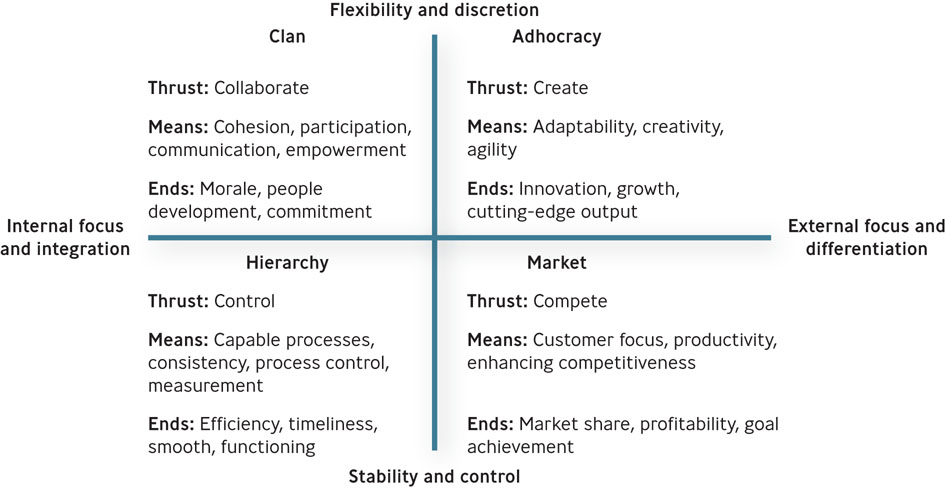 Flexibility and discretion
Clan
Thrust: Collaborate
Means: Cohesion, participation,
communication, empowerment
Ends: Morale, people
development, commitment
Adhocracy
Thrust: Create
Means: Adaptability, creativity,
agility
Ends: Innovation, growth,
cutting-edge output
Internal focus
and integration
External focus and
differentiation
Hierarchy
Thrust: Control
Means: Capable processes,
consistency, process control,
measurement
Ends: Efficiency, timeliness,
smooth, functioning
Market
Thrust: Compete
Means: Customer focus, productivity,
enhancing competitiveness
Ends: Market share, profitability, goal
achievement
Stability and control